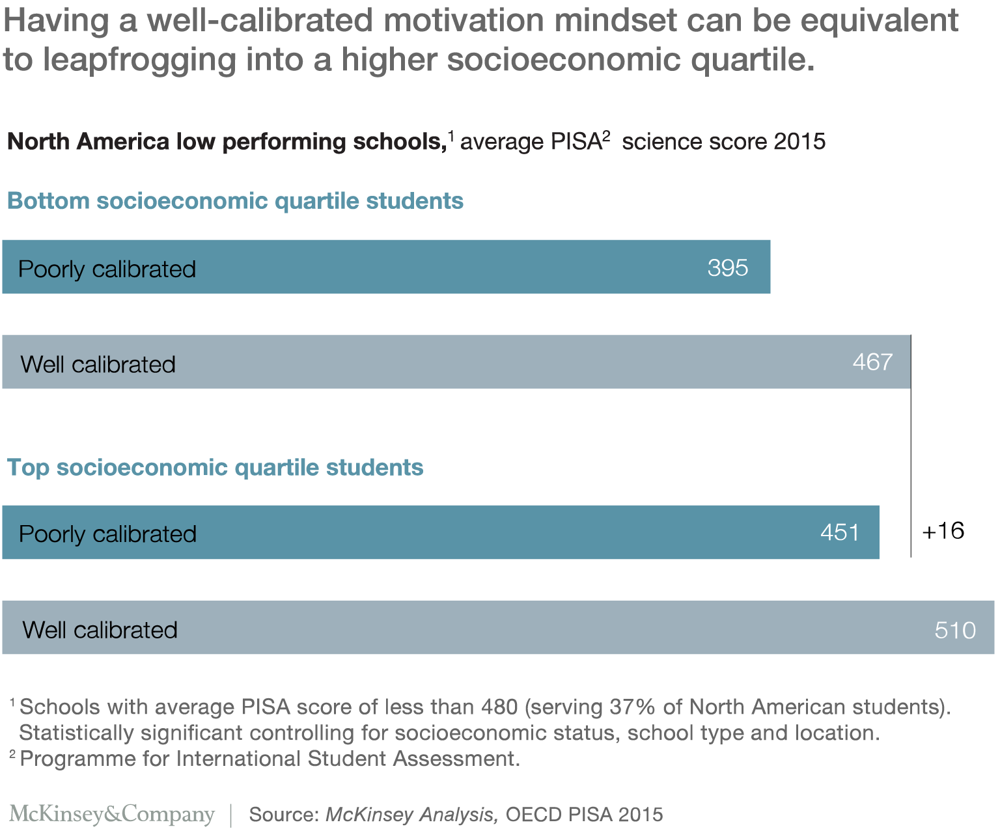 Having a well-calibrated motivation mindset can be equivalent
to leapfrogging into a higher socioeconomic quartile.
North America low performing schools,¹ average PISA² science score 2015
Bottom socioeconomic quartile students
Poorly calibrated 395
Well calibrated 467
Top socioeconomic quartile students
Poorly calibrated 451 +16
Well calibrated 510
¹ Schools with average PISA score of less than 480 (serving 37% of North American students).
Statistically significant controlling for socioeconomic status, school type and location.
² Programme for International Student Assessment.
McKinsey&Company | Source: McKinsey Analysis, OECD PISA 2015